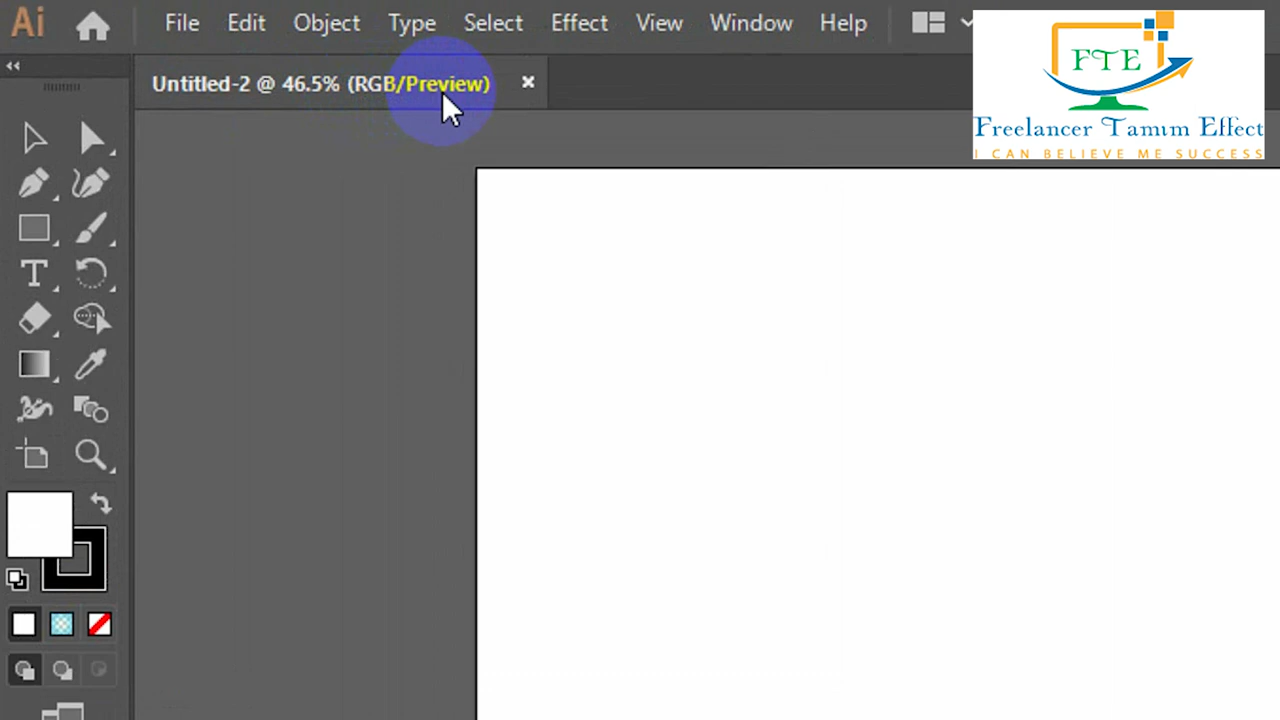 Ai File Edit Object Type Select Effect View Window Help
Untitled-2 @ 46.5% (RGB/Preview)
FTE
Freelancer Tamim Effect
I CAN BELIEVE ME SUCCESS